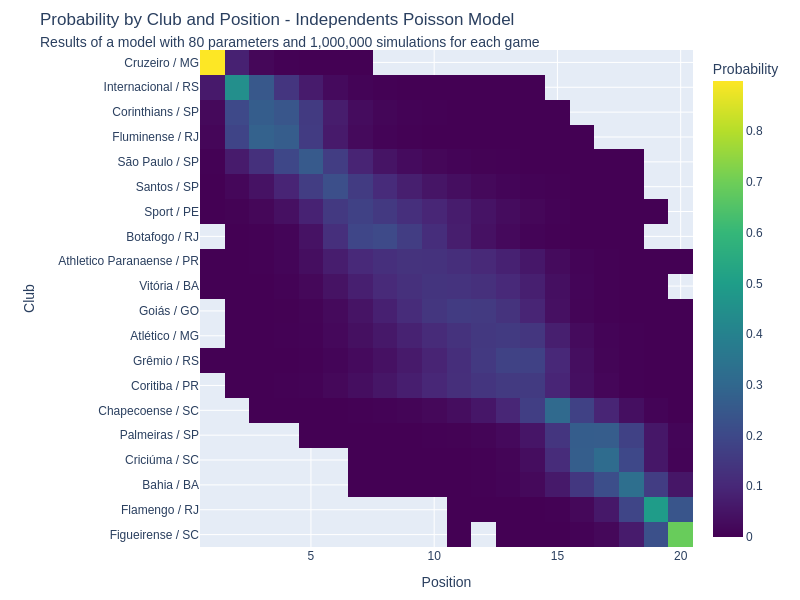 Probability by Club and Position - Independents Poisson Model
Results of a model with 80 parameters and 1,000,000 simulations for each game
Probability
Cruzeiro / MG
Internacional / RS
Corinthians / SP
Fluminense / RJ
São Paulo / SP
Santos / SP
Sport / PE
Botafogo / RJ
Athletico Paranaense / PR
Vitória / BA
Goiás / GO
Atlético / MG
Grêmio / RS
Coritiba / PR
Chapecoense / SC
Palmeiras / SP
Criciúma / SC
Bahia / BA
Flamengo / RJ
Figueirense / SC
Club
5
10
15
20
Position
0.8
0.7
0.6
0.5
0.4
0.3
0.2
0.1
0